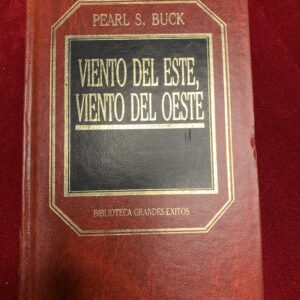 PEARL S. BUCK
VIENTO DEL ESTE,
VIENTO DEL OESTE
BIBLIOTECA GRANDES EXITOS